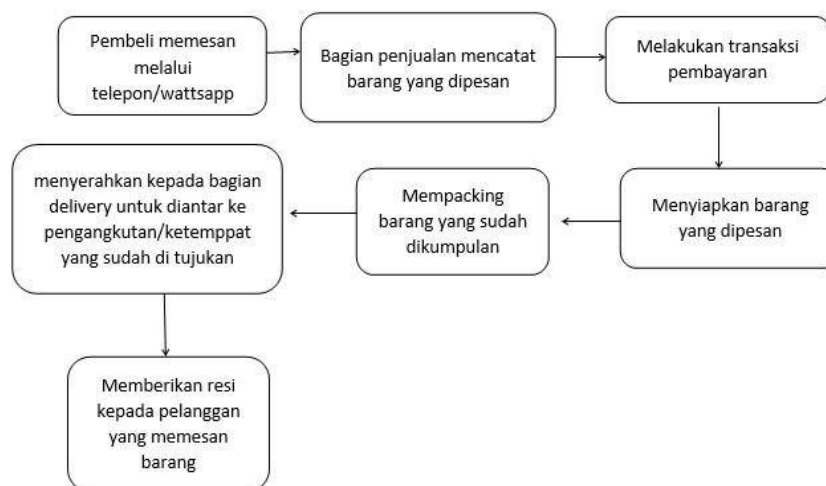 Pembeli memesan
melalui
telepon/wattsapp
Bagian penjualan mencatat
barang yang dipesan
Melakukan transaksi
pembayaran
Menyiapkan barang
yang dipesan
Mempacking
barang yang sudah
dikumpulan
menyerahkan kepada bagian
delivery untuk diantar ke
pengangkutan/ketemppat
yang sudah di tujukan
Memberikan resi
kepada pelanggan
yang memesan
barang